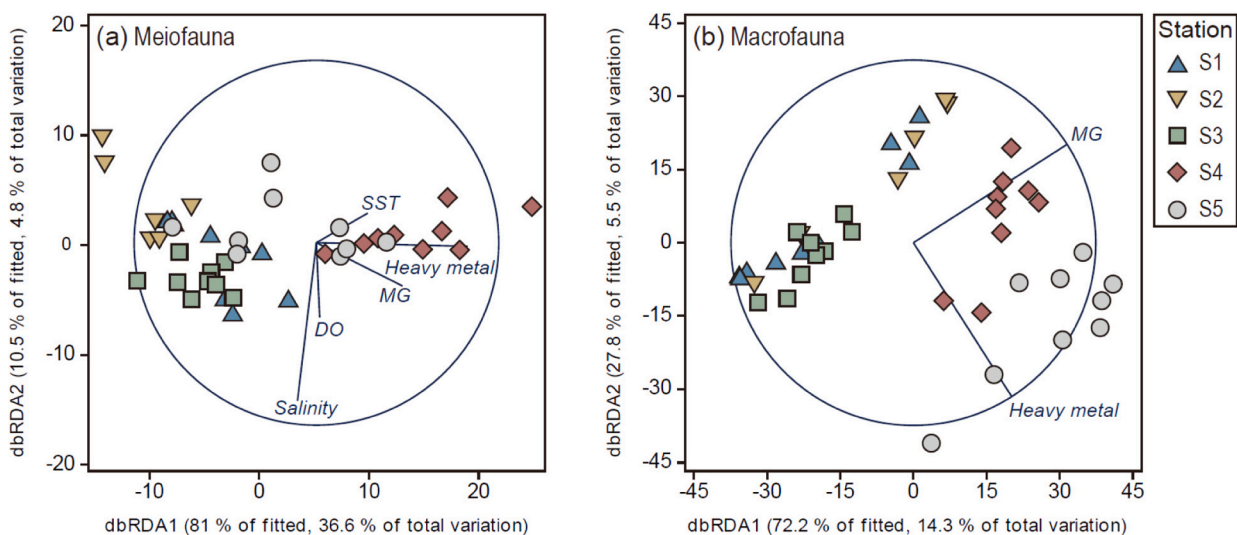 (a) Meiofauna
20
10
0
-10
-20
-10
0
10
20
SST
Heavy metal
MG
DO
Salinity
dbRDA2 (10.5 % of fitted, 4.8 % of total variation)
dbRDA1 (81 % of fitted, 36.6 % of total variation)
(b) Macrofauna
45
30
15
0
-15
-30
-45
-45
-30
-15
0
15
30
45
MG
Heavy metal
dbRDA2 (27.8 % of fitted, 5.5 % of total variation)
dbRDA1 (72.2 % of fitted, 14.3 % of total variation)
Station
S1
S2
S3
S4
S5